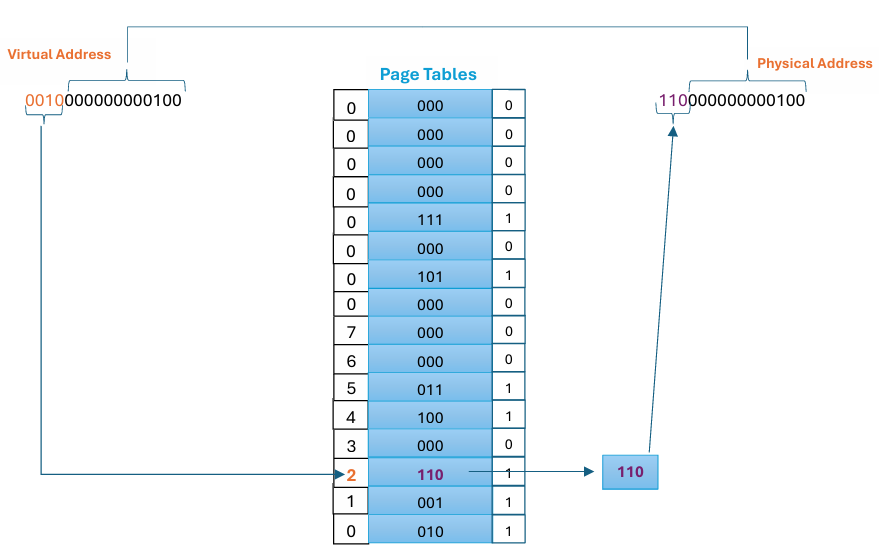 Virtual Address
Physical Address
Page Tables
0010000000000100
110000000000100
0 000 0
0 000 0
0 000 0
0 000 0
0 111 1
0 000 0
0 101 1
0 000 0
7 000 0
6 000 0
5 011 1
4 100 1
3 000 0
2 110 1
110
1 001 1
0 010 1